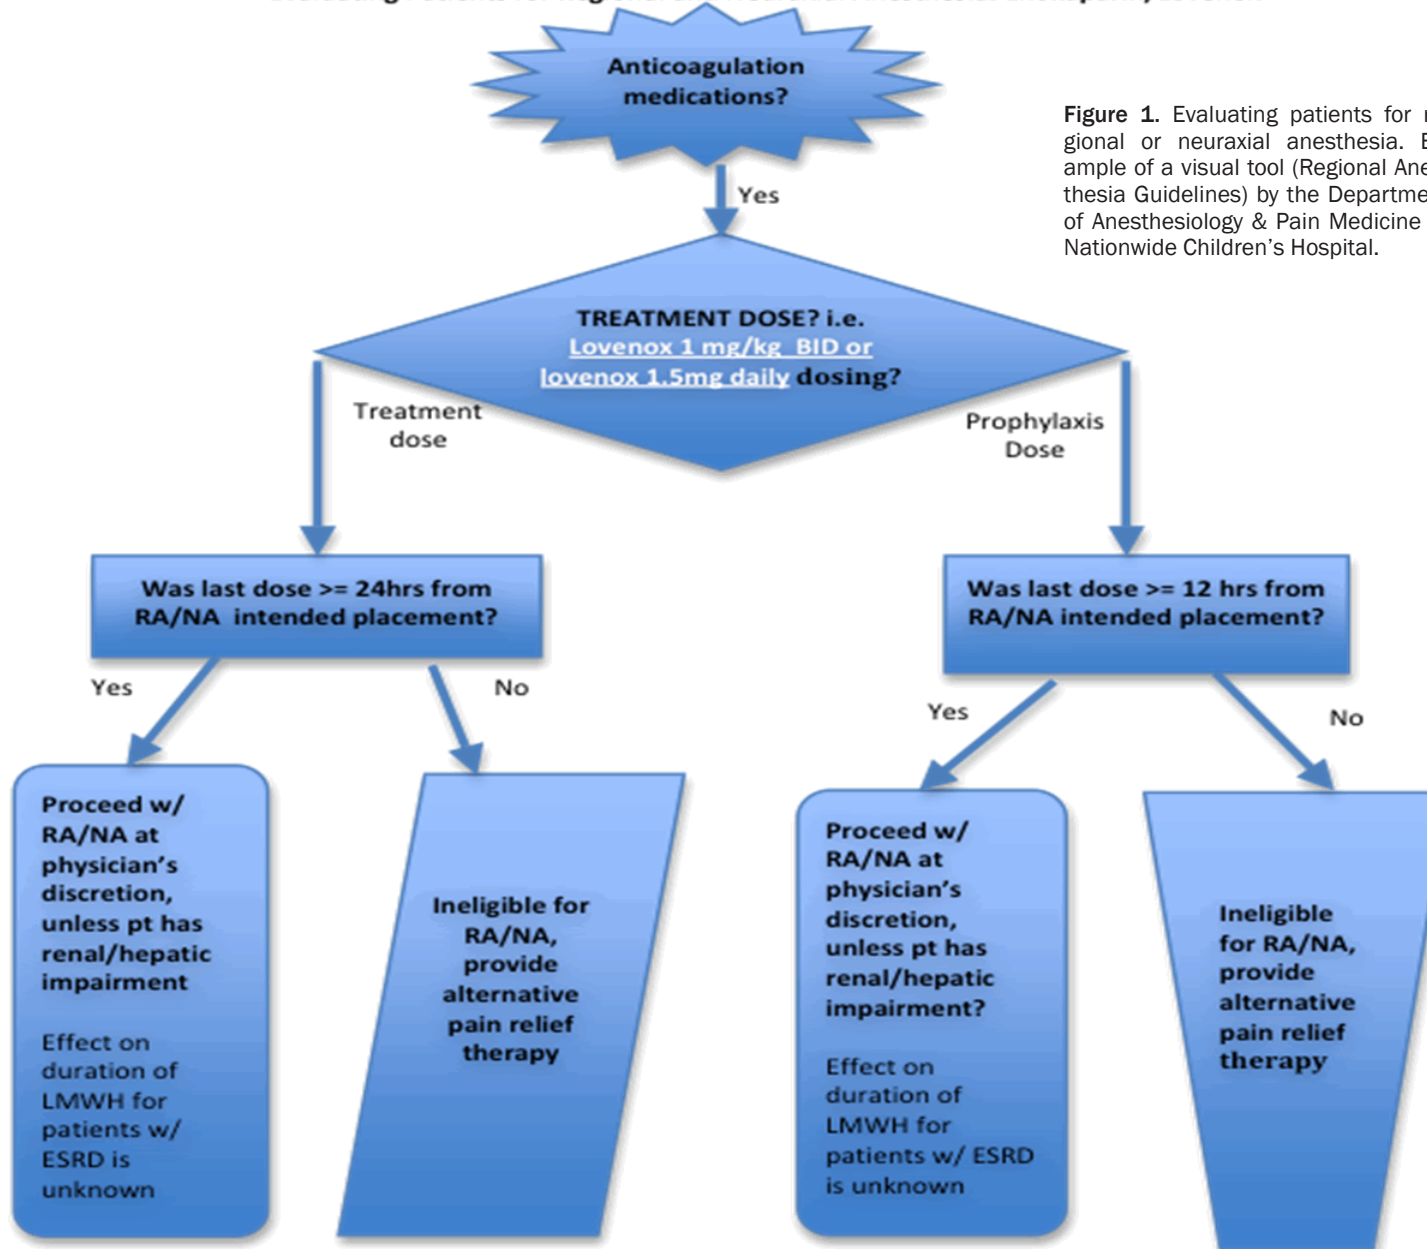 Anticoagulation
medications?
Figure 1. Evaluating patients for
gional or neuraxial anesthesia.
ample of a visual tool (Regional
thesia Guidelines) by the
of Anesthesiology & Pain Medicine
Nationwide Children's Hospital.
Yes
TREATMENT DOSE? i.e.
Lovenox 1 mg/kg BID or
lovenox 1.5mg daily dosing?
Treatment
dose
Prophylaxis
Dose
Was last dose >= 24hrs from
RA/NA intended placement?
Was last dose >= 12 hrs from
RA/NA intended placement?
Yes
No
Yes
No
Proceed w/
RA/NA at
physician's
discretion,
unless pt has
renal/hepatic
impairment
Effect on
duration of
LMWH for
patients w/
ESRD is
unknown
Ineligible for
RA/NA,
provide
alternative
pain relief
therapy
Proceed w/
RA/NA at
physician's
discretion,
unless pt has
renal/hepatic
impairment?
Effect on
duration of
LMWH for
patients w/ ESRD
is unknown
Ineligible
for RA/NA,
provide
alternative
pain relief
therapy